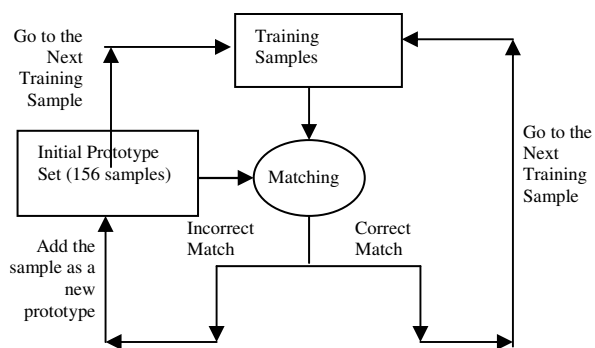 Go to the
Next
Training
Sample
Training
Samples
Initial Prototype
Set (156 samples)
Matching
Go to the
Next
Training
Sample
Incorrect
Match
Correct
Match
Add the
sample as a
new
prototype